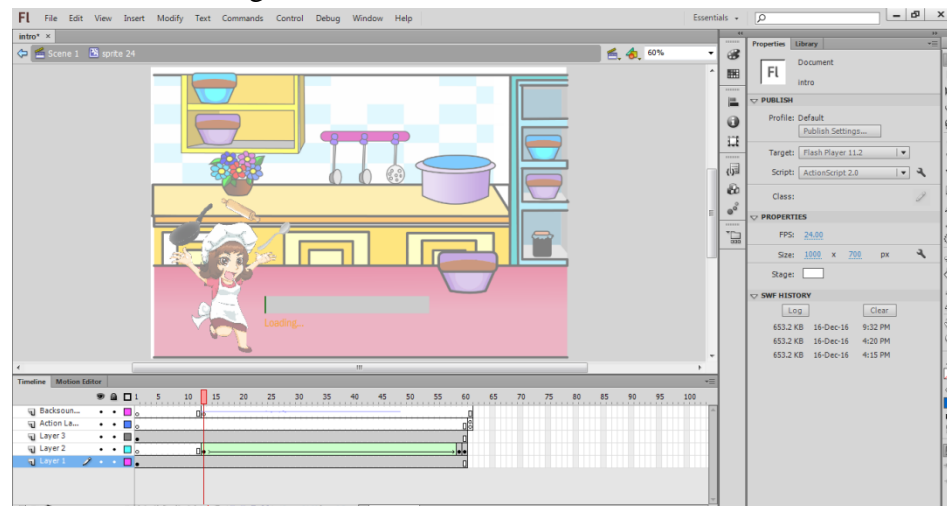 Fl File Edit View Insert Modify Text Commands Control Debug Window Help Essentials
intro* ×
Scene 1 sprite 24 60%
Loading...
Timeline Motion Editor
1 5 10 15 20 25 30 35 40 45 50 55 60 65 70 75 80 85 90 95 100
Backsoun...
Action La...
Layer 3
Layer 2
Layer 1
Properties Library
Fl Document
intro
PUBLISH
Profile: Default
Publish Settings...
Target: Flash Player 11.2
Script: ActionScript 2.0
Class:
PROPERTIES
FPS: 24.00
Size: 1000 x 700 px
Stage:
SWF HISTORY
Log Clear
653.2 KB 16-Dec-16 9:32 PM
653.2 KB 16-Dec-16 4:20 PM
653.2 KB 16-Dec-16 4:15 PM